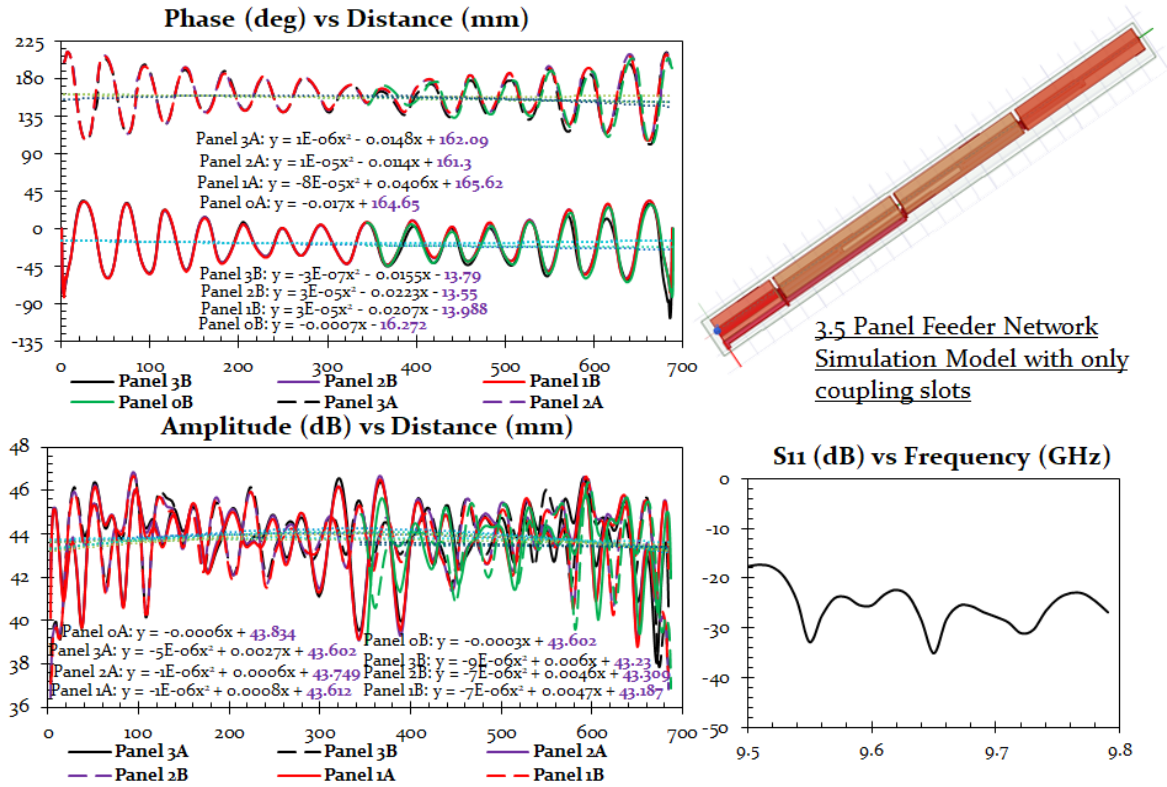 Phase (deg) vs Distance (mm)
225
180
135
90
45
0
-45
-90
-135
Panel 3A: y = 1E-06x² - 0.0148x + 162.09
Panel 2A: y = 1E-05x² - 0.0114x + 161.3
Panel 1A: y = -8E-05x² + 0.0406x + 165.62
Panel 0A: y = -0.017x + 164.65
Panel 3B: y = -3E-07x² - 0.0155x - 13.79
Panel 2B: y = 3E-05x² - 0.0223x - 13.55
Panel 1B: y = 3E-05x² - 0.0207x - 13.988
Panel 0B: y = -0.0007x - 16.272
0 100 200 300 400 500 600 700
Panel 3B Panel 2B Panel 1B
Panel 0B Panel 3A Panel 2A
3.5 Panel Feeder Network
Simulation Model with only
coupling slots
Amplitude (dB) vs Distance (mm)
48
46
44
42
40
38
36
Panel 0A: y = -0.0006x + 43.834
Panel 3A: y = -5E-06x² + 0.0027x + 43.602
Panel 2A: y = -1E-06x² + 0.0006x + 43.749
Panel 1A: y = -1E-06x² + 0.0008x + 43.612
Panel 0B: y = -0.0003x + 43.602
Panel 3B: y = -9E-06x² + 0.006x + 43.23
Panel 2B: y = -7E-06x² + 0.0046x + 43.309
Panel 1B: y = -7E-06x² + 0.0047x + 43.187
0 100 200 300 400 500 600 700
Panel 3A Panel 3B Panel 2A
Panel 2B Panel 1A Panel 1B
S11 (dB) vs Frequency (GHz)
0
-10
-20
-30
-40
-50
9.5 9.6 9.7 9.8